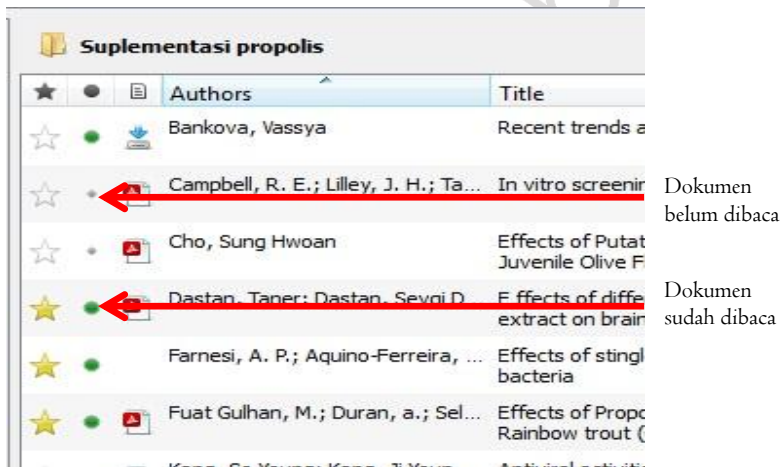 Suplementasi propolis
Authors Title
Bankova, Vassya Recent trends a
Campbell, R. E.; Lilley, J. H.; Ta... In vitro screenin
Dokumen
belum dibaca
Cho, Sung Hwoan Effects of Putat
Juvenile Olive Fl
Dastan, Taner; Dastan, Sevgi D... E ffects of diffe
extract on brain
Dokumen
sudah dibaca
Farnesi, A. P.; Aquino-Ferreira, ... Effects of stingl
bacteria
Fuat Gulhan, M.; Duran, a.; Sel... Effects of Propo
Rainbow trout (